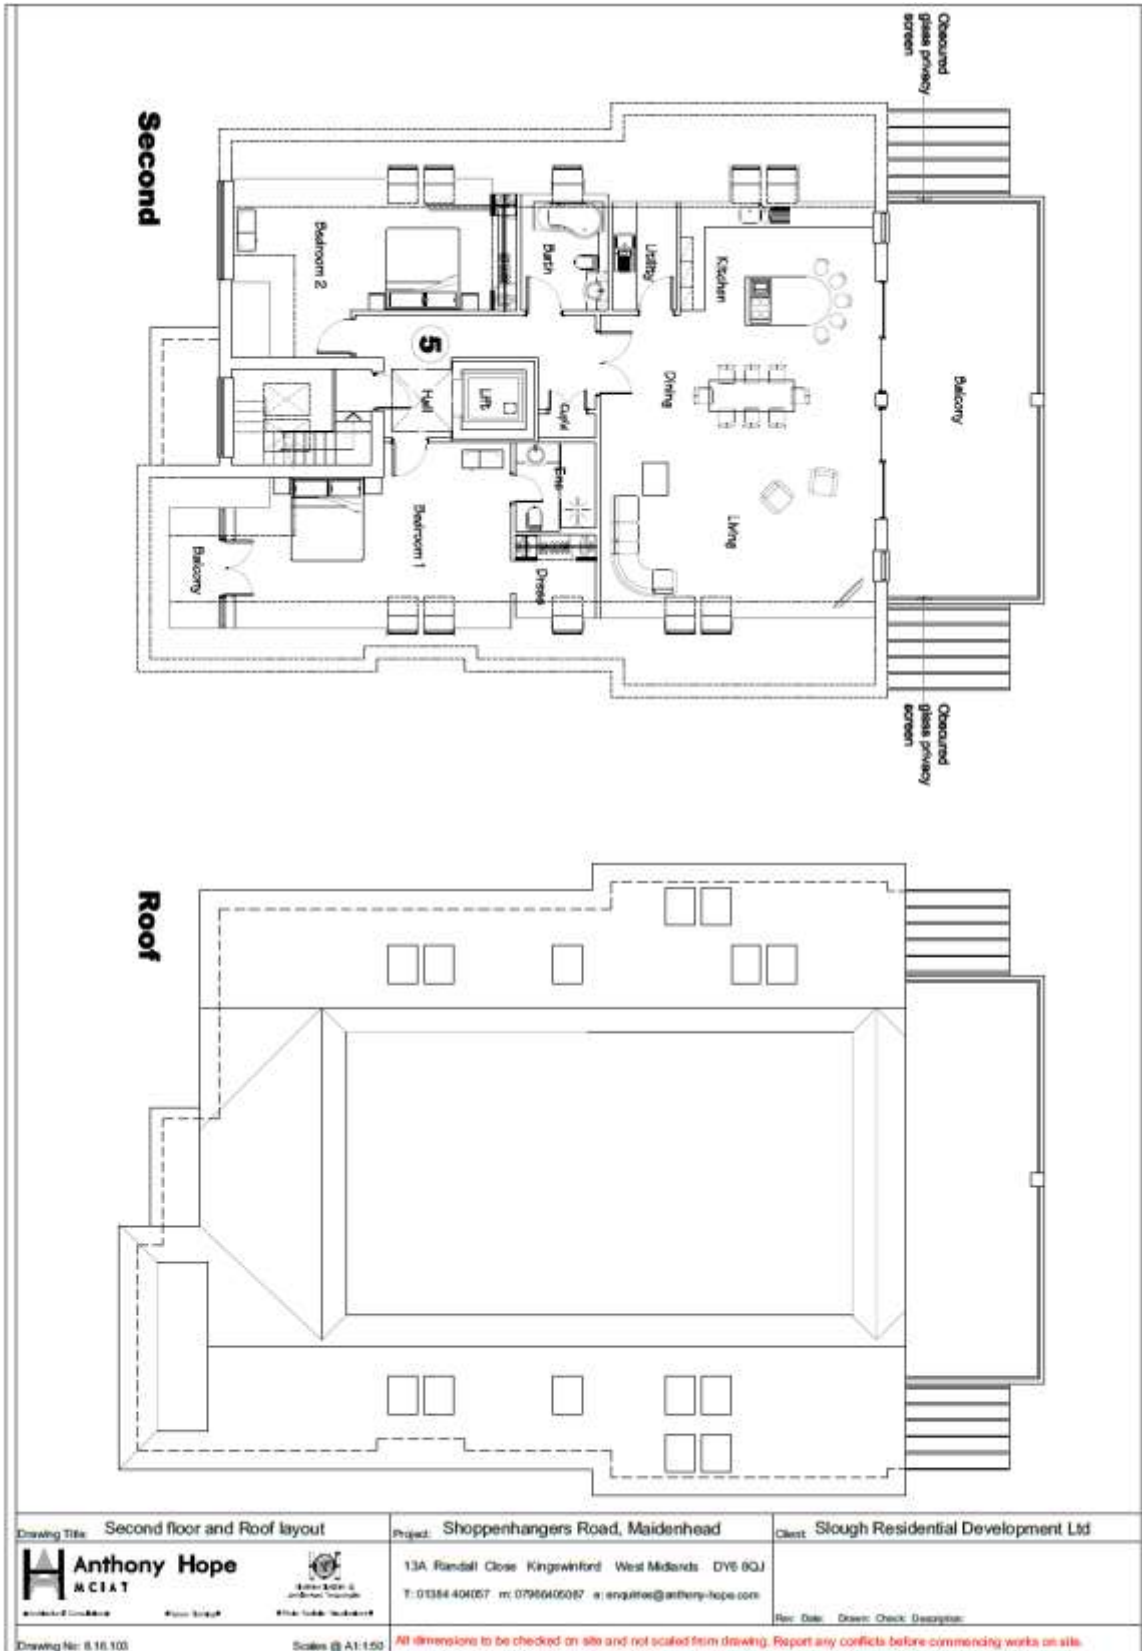 Second
Obscured
glass privacy
screen
Bedroom 2
Bath
Utility
Kitchen
Balcony
5
Hall
Lift
Cupbd
Dining
Ens
Living
Bedroom 1
Dress
Balcony
Obscured
glass privacy
screen
Roof
Drawing Title: Second floor and Roof layout
Project: Shoppenhangers Road, Maidenhead
Client: Slough Residential Development Ltd
Anthony Hope
MCIAT
13A Randall Close Kingswinford West Midlands DY6 8QJ
T: 01384 404057 m: 07966405087 e: enquiries@anthony-hope.com
Rev: Date: Drawn: Check: Description:
Drawing No: 8.16.103
Scales @ A1:1:50
All dimensions to be checked on site and not scaled from drawing. Report any conflicts before commencing works on site.